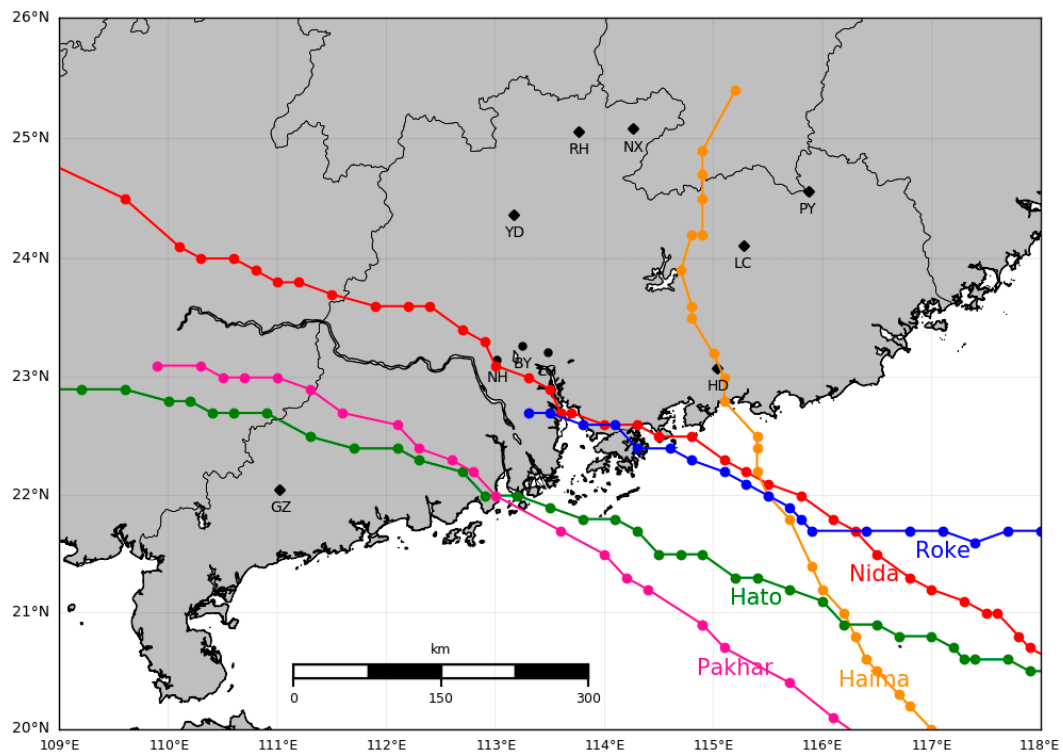 26°N
RH
NX
25°N
PY
YD
LC
24°N
BY
NH
HD
23°N
GZ
22°N
Roke
Nida
Hato
21°N
km
Pakhar
Haima
0
150
300
20°N
109°E
110°E
111°E
112°E
113°E
114°E
115°E
116°E
117°E
118°E